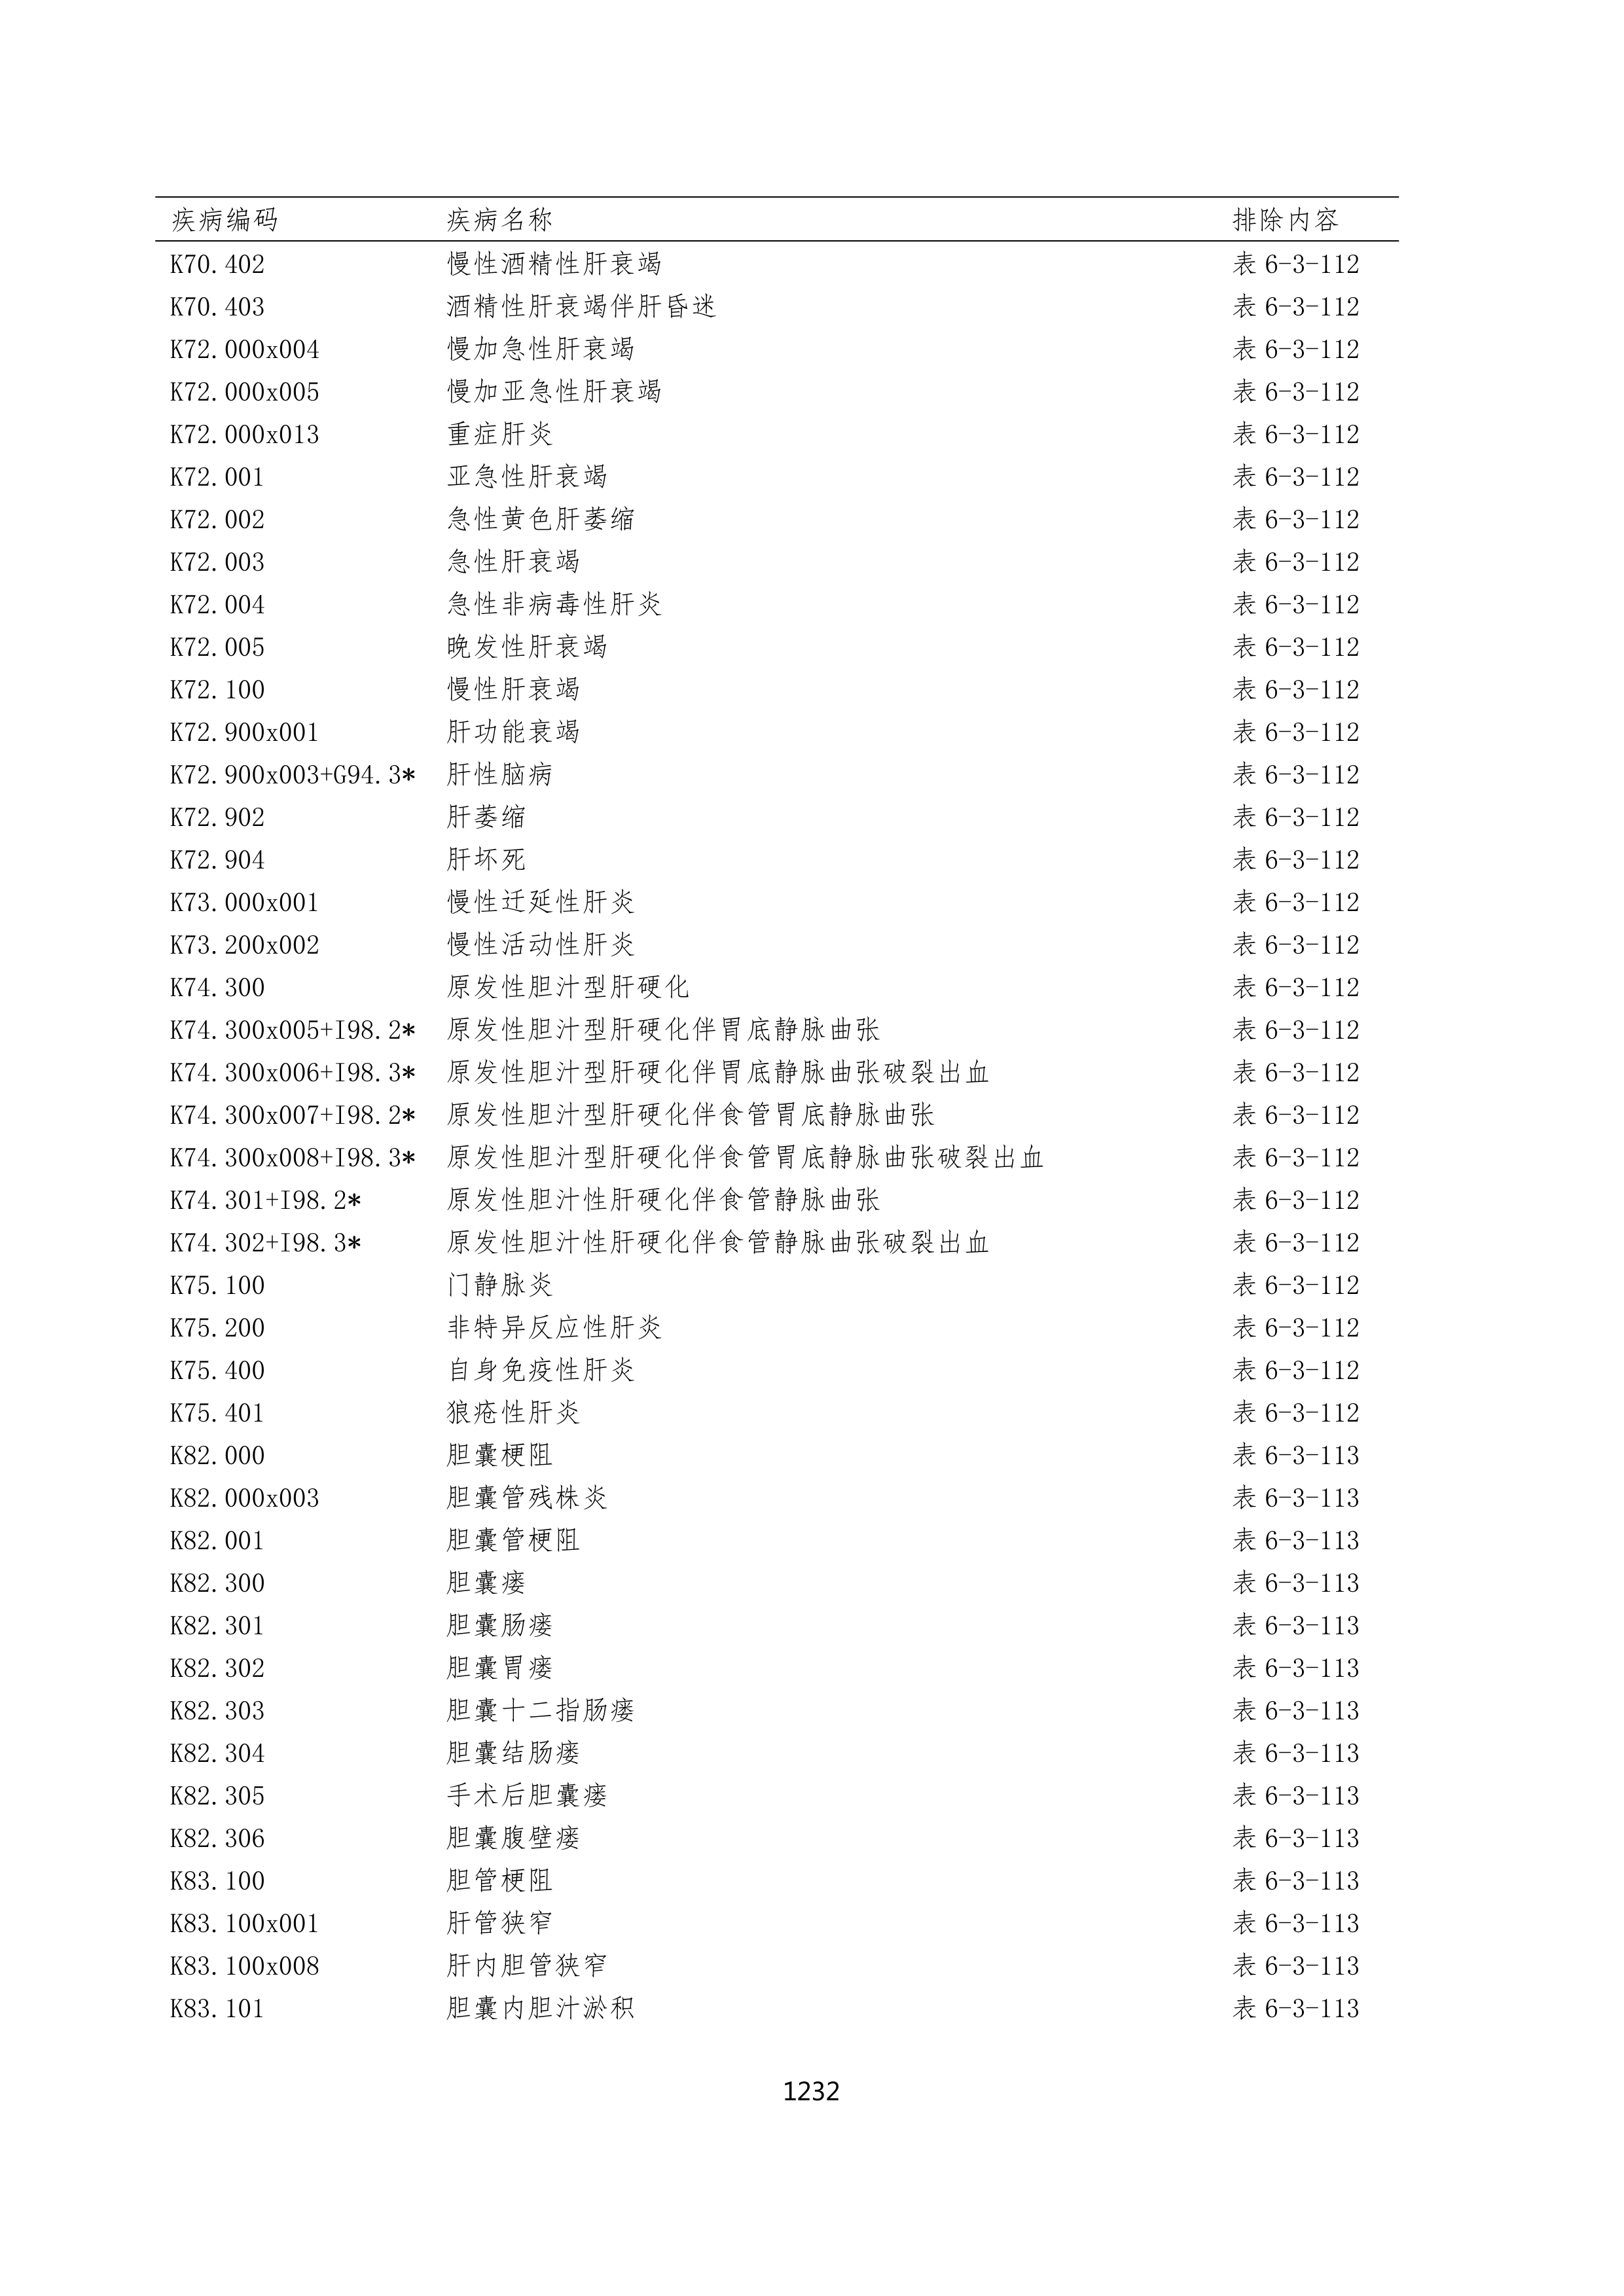 疾病编码 疾病名称 排除内容
K70.402 慢性酒精性肝衰竭 表 6-3-112
K70.403 酒精性肝衰竭伴肝昏迷 表 6-3-112
K72.000x004 慢加急性肝衰竭 表 6-3-112
K72.000x005 慢加亚急性肝衰竭 表 6-3-112
K72.000x013 重症肝炎 表 6-3-112
K72.001 亚急性肝衰竭 表 6-3-112
K72.002 急性黄色肝萎缩 表 6-3-112
K72.003 急性肝衰竭 表 6-3-112
K72.004 急性非病毒性肝炎 表 6-3-112
K72.005 晚发性肝衰竭 表 6-3-112
K72.100 慢性肝衰竭 表 6-3-112
K72.900x001 肝功能衰竭 表 6-3-112
K72.900x003+G94.3* 肝性脑病 表 6-3-112
K72.902 肝萎缩 表 6-3-112
K72.904 肝坏死 表 6-3-112
K73.000x001 慢性迁延性肝炎 表 6-3-112
K73.200x002 慢性活动性肝炎 表 6-3-112
K74.300 原发性胆汁型肝硬化 表 6-3-112
K74.300x005+I98.2* 原发性胆汁型肝硬化伴胃底静脉曲张 表 6-3-112
K74.300x006+I98.3* 原发性胆汁型肝硬化伴胃底静脉曲张破裂出血 表 6-3-112
K74.300x007+I98.2* 原发性胆汁型肝硬化伴食管胃底静脉曲张 表 6-3-112
K74.300x008+I98.3* 原发性胆汁型肝硬化伴食管胃底静脉曲张破裂出血 表 6-3-112
K74.301+I98.2* 原发性胆汁性肝硬化伴食管静脉曲张 表 6-3-112
K74.302+I98.3* 原发性胆汁性肝硬化伴食管静脉曲张破裂出血 表 6-3-112
K75.100 门静脉炎 表 6-3-112
K75.200 非特异反应性肝炎 表 6-3-112
K75.400 自身免疫性肝炎 表 6-3-112
K75.401 狼疮性肝炎 表 6-3-112
K82.000 胆囊梗阻 表 6-3-113
K82.000x003 胆囊管残株炎 表 6-3-113
K82.001 胆囊管梗阻 表 6-3-113
K82.300 胆囊瘘 表 6-3-113
K82.301 胆囊肠瘘 表 6-3-113
K82.302 胆囊胃瘘 表 6-3-113
K82.303 胆囊十二指肠瘘 表 6-3-113
K82.304 胆囊结肠瘘 表 6-3-113
K82.305 手术后胆囊瘘 表 6-3-113
K82.306 胆囊腹壁瘘 表 6-3-113
K83.100 胆管梗阻 表 6-3-113
K83.100x001 肝管狭窄 表 6-3-113
K83.100x008 肝内胆管狭窄 表 6-3-113
K83.101 胆囊内胆汁淤积 表 6-3-113
1232